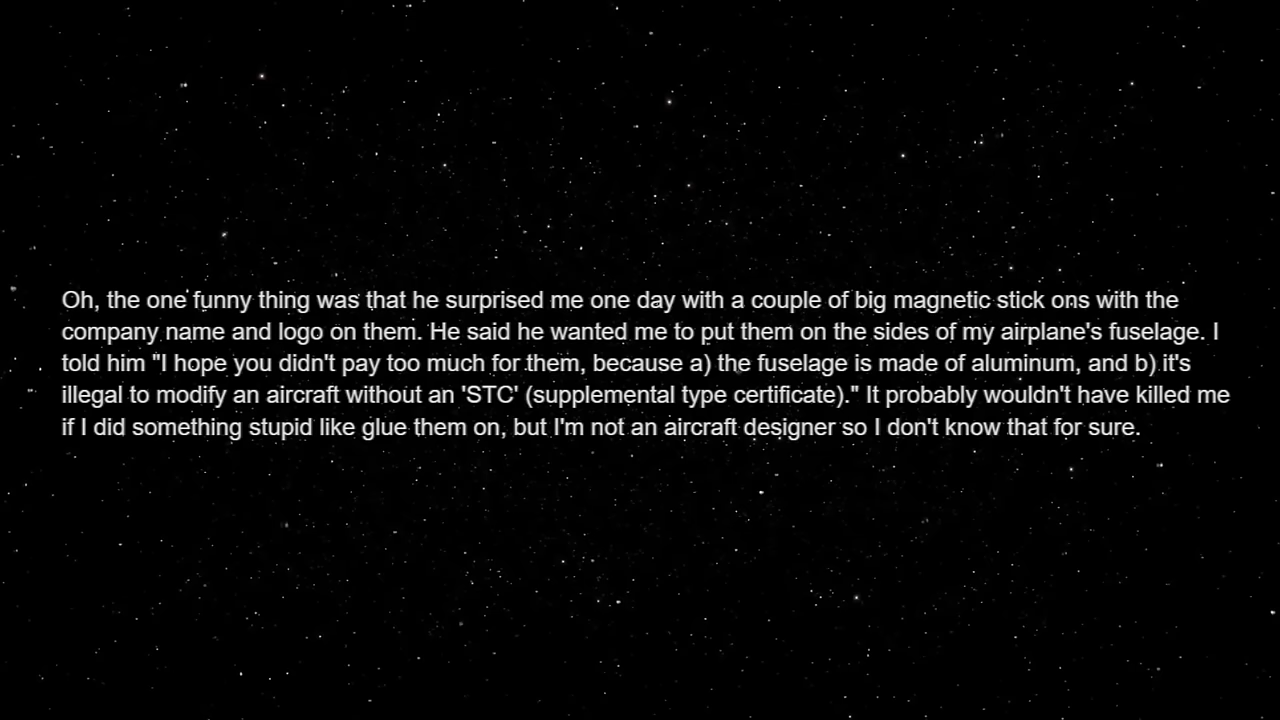 Oh, the one funny thing was that he surprised me one day with a couple of big magnetic stick ons with the
company name and logo on them. He said he wanted me to put them on the sides of my airplane's fuselage. I
told him "I hope you didn't pay too much for them, because a) the fuselage is made of aluminum, and b) it's
illegal to modify an aircraft without an 'STC' (supplemental type certificate)." It probably wouldn't have killed me
if I did something stupid like glue them on, but I'm not an aircraft designer so I don't know that for sure.